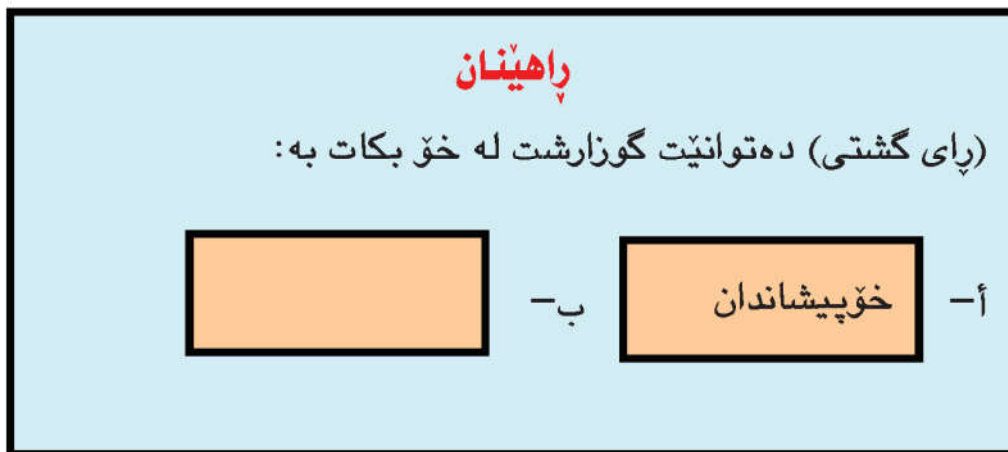 ڕاهێنان
(ڕای گشتی) دەتوانێت گوزارشت لە خۆ بکات بە:
أ- خۆپیشاندان ب-